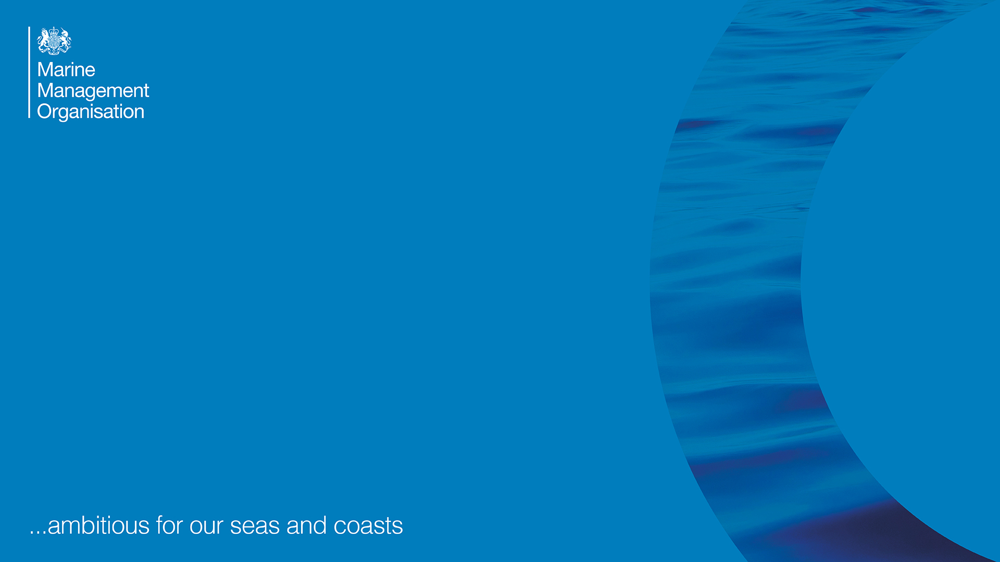 Marine
Management
Organisation
...ambitious for our seas and coasts